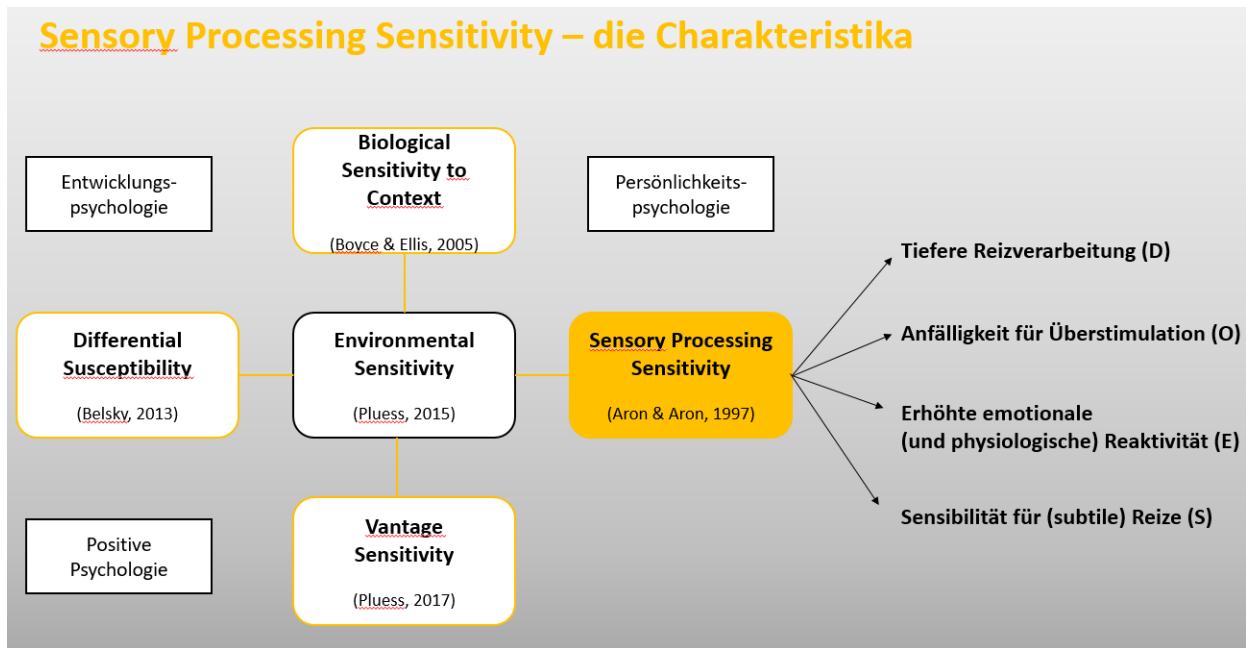 Sensory Processing Sensitivity – die Charakteristika
Biological
Sensitivity to
Context
(Boyce & Ellis, 2005)
Entwicklungs-
psychologie
Persönlichkeits-
psychologie
Differential
Susceptibility
(Belsky, 2013)
Environmental
Sensitivity
(Pluess, 2015)
Sensory Processing
Sensitivity
(Aron & Aron, 1997)
Tiefere Reizverarbeitung (D)
Anfälligkeit für Überstimulation (O)
Erhöhte emotionale
(und physiologische) Reaktivität (E)
Sensibilität für (subtile) Reize (S)
Positive
Psychologie
Vantage
Sensitivity
(Pluess, 2017)